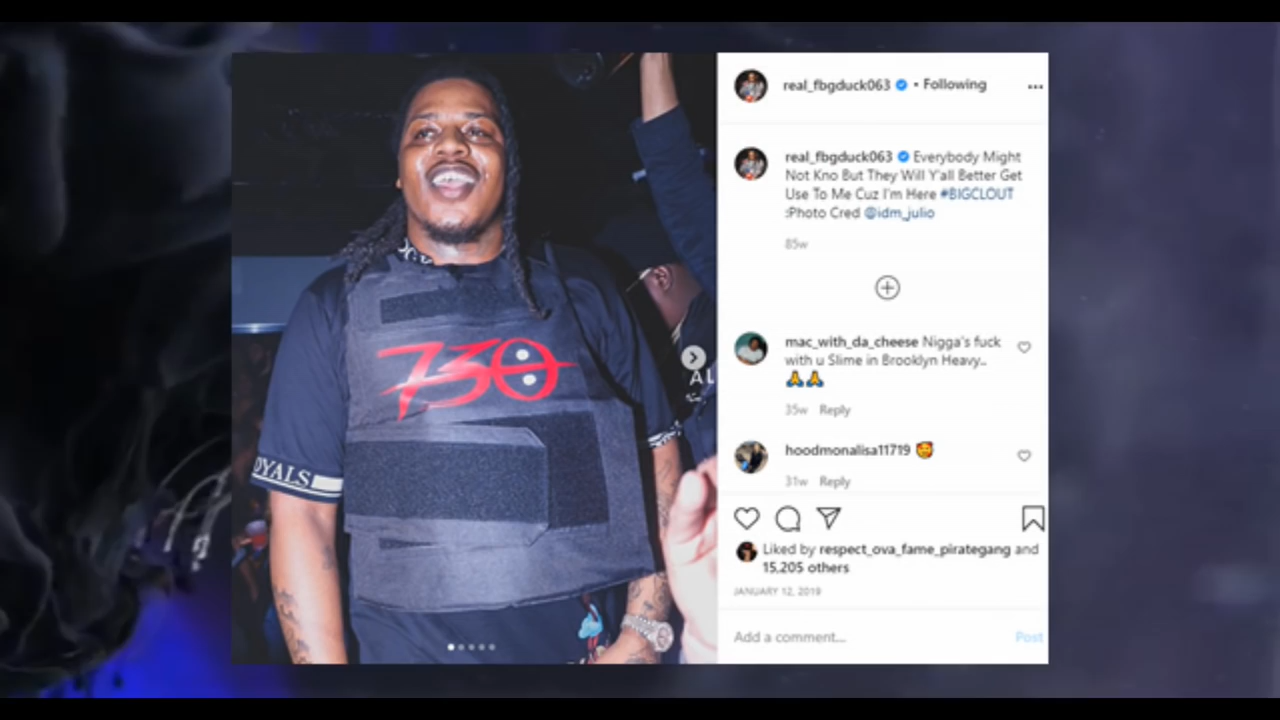 real_fbgduck063 • Following
real_fbgduck063 Everybody Might
Not Kno But They Will Y'all Better Get
Use To Me Cuz I'm Here #BIGCLOUT
:Photo Cred @idm_julio
85w
mac_with_da_cheese Nigga's fuck
with u Slime in Brooklyn Heavy..
🙏🙏
35w Reply
hoodmonalisa11719 🥰
31w Reply
Liked by respect_ova_fame_pirategang and
15,205 others
JANUARY 12, 2019
Add a comment... Post
730
OYALS
AL